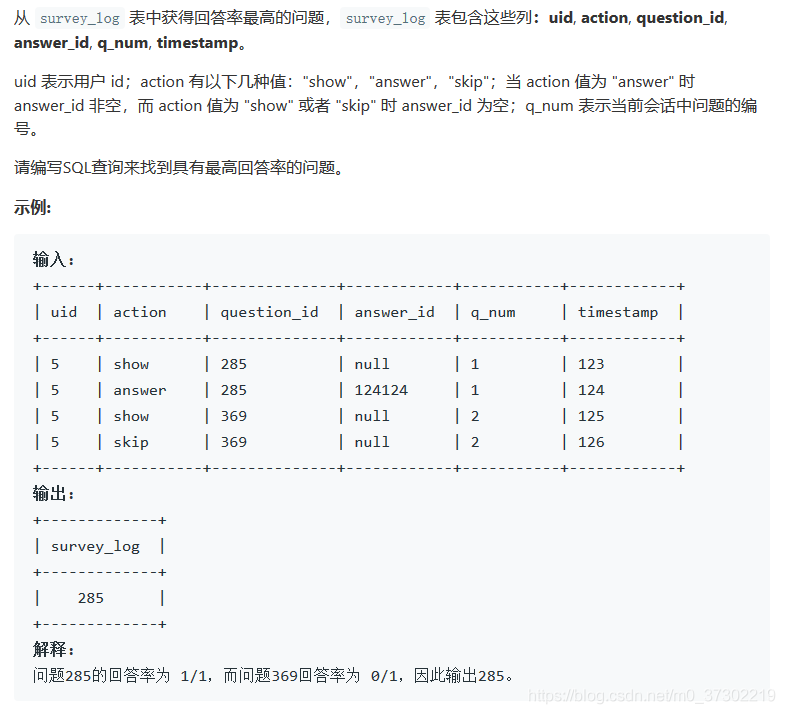 从 survey_log 表中获得回答率最高的问题，survey_log 表包含这些列：uid, action, question_id,
answer_id, q_num, timestamp。
uid 表示用户 id；action 有以下几种值："show"，"answer"，"skip"；当 action 值为 "answer" 时
answer_id 非空，而 action 值为 "show" 或者 "skip" 时 answer_id 为空；q_num 表示当前会话中问题的编
号。
请编写SQL查询来找到具有最高回答率的问题。
示例:
输入：
+------+-----------+--------------+------------+-----------+------------+
| uid  | action    | question_id  | answer_id  | q_num     | timestamp  |
+------+-----------+--------------+------------+-----------+------------+
| 5    | show      | 285          | null       | 1         | 123        |
| 5    | answer    | 285          | 124124     | 1         | 124        |
| 5    | show      | 369          | null       | 2         | 125        |
| 5    | skip      | 369          | null       | 2         | 126        |
+------+-----------+--------------+------------+-----------+------------+
输出：
+-------------+
| survey_log  |
+-------------+
|    285      |
+-------------+
解释：
问题285的回答率为 1/1，而问题369回答率为 0/1，因此输出285。
https://blog.csdn.net/m0_37302219